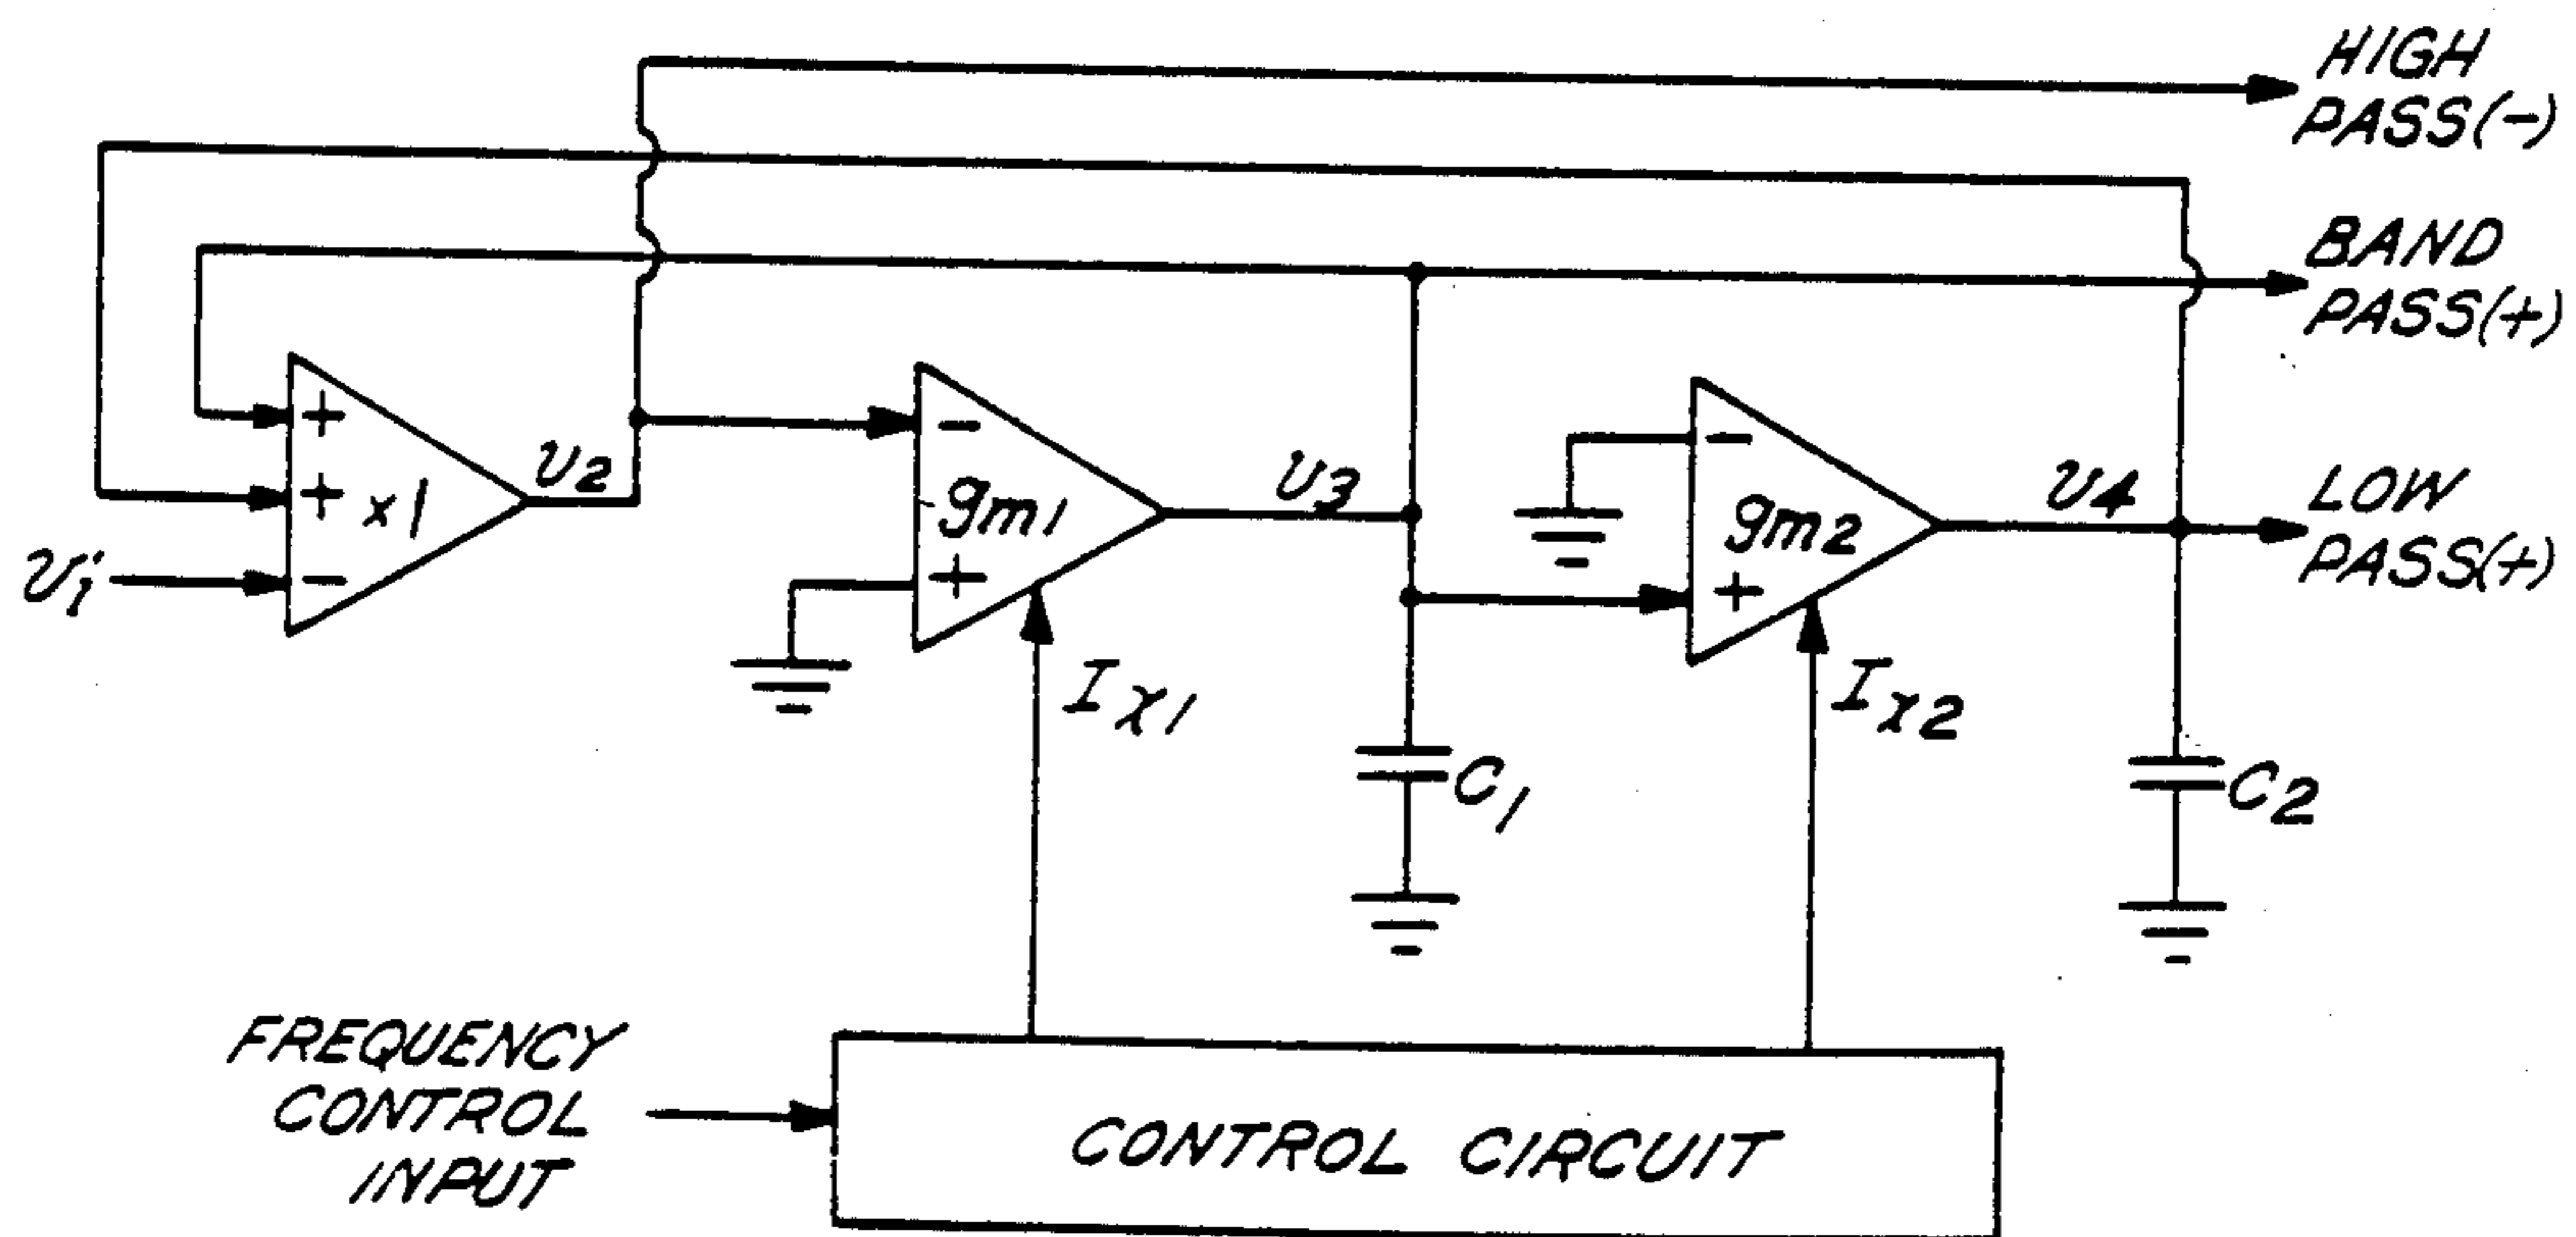 HIGH
PASS(-)
BAND
PASS(+)
+
+
x1
-
v2
-
gm1
+
v3
-
gm2
+
v4
LOW
PASS(+)
vi
Ix1
Ix2
C1
C2
FREQUENCY
CONTROL
INPUT
CONTROL CIRCUIT